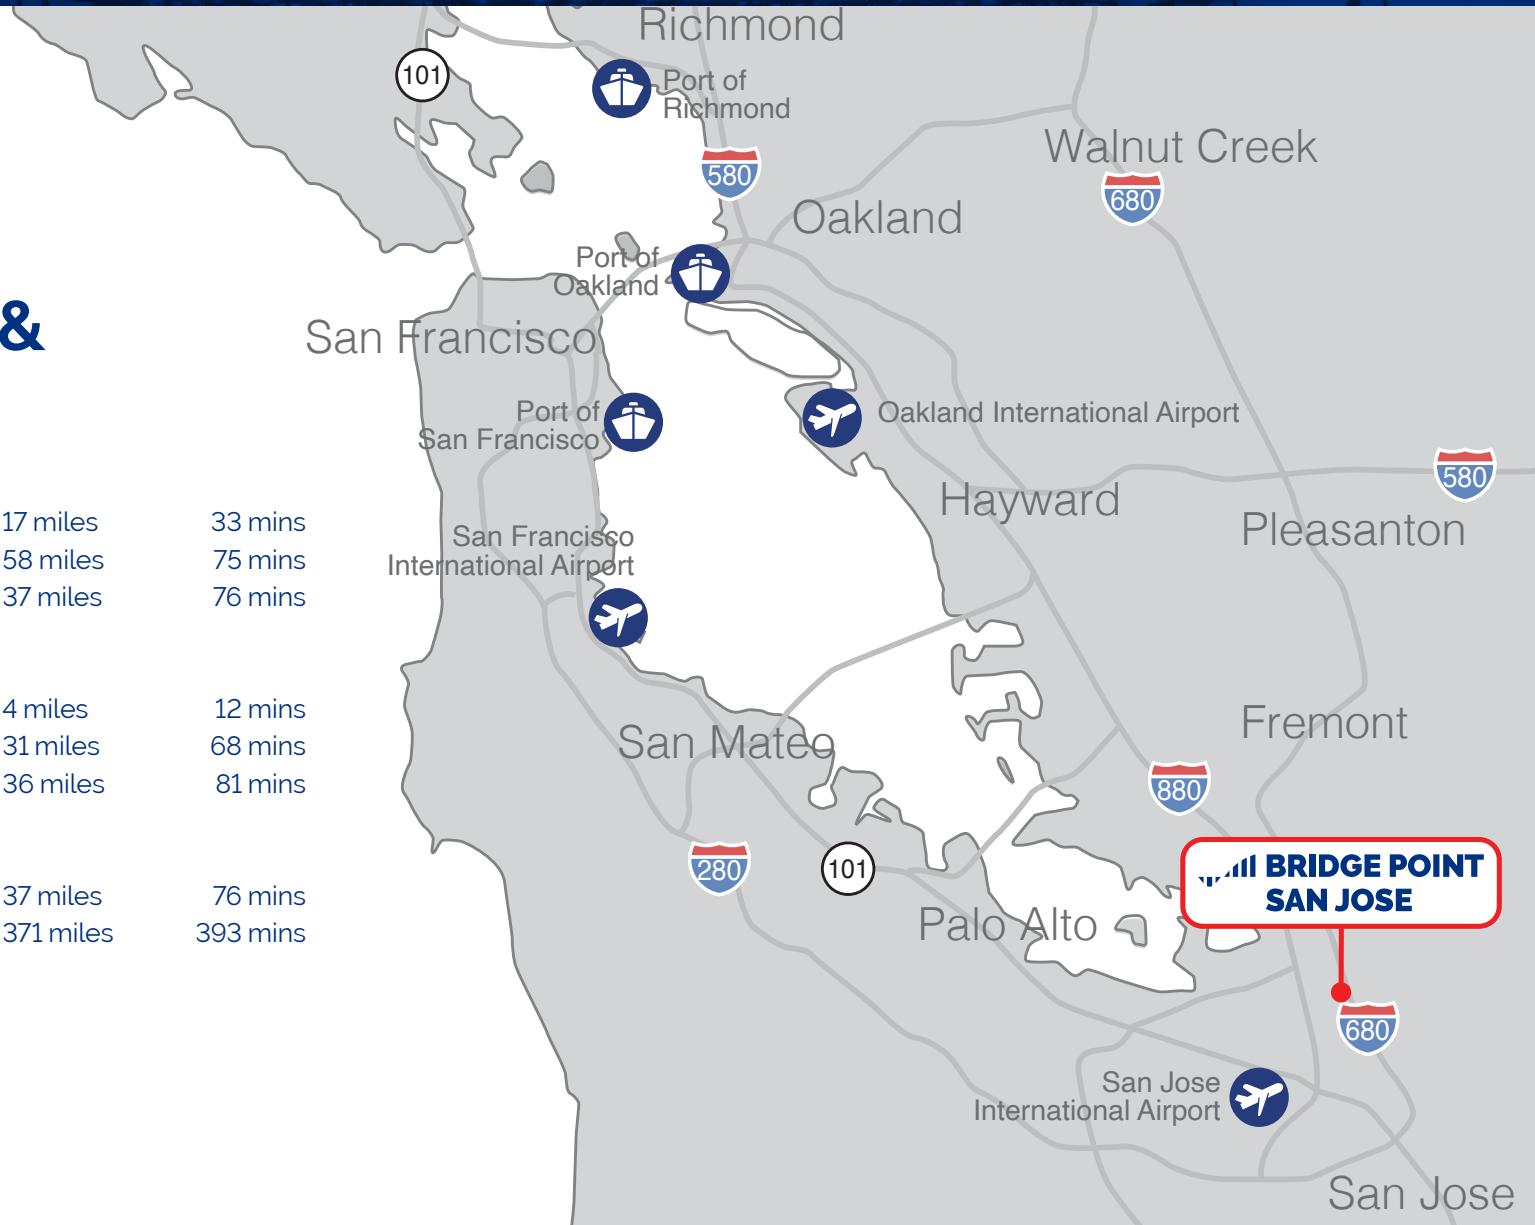 &
17 miles 33 mins
58 miles 75 mins
37 miles 76 mins
4 miles 12 mins
31 miles 68 mins
36 miles 81 mins
37 miles 76 mins
371 miles 393 mins
Richmond
101
Port of
Richmond
580
Walnut Creek
680
Oakland
Port of
Oakland
San Francisco
Port of
San Francisco
Oakland International Airport
580
Hayward
Pleasanton
San Francisco
International Airport
San Mateo
Fremont
880
280
101
BRIDGE POINT
SAN JOSE
Palo Alto
680
San Jose
International Airport
San Jose